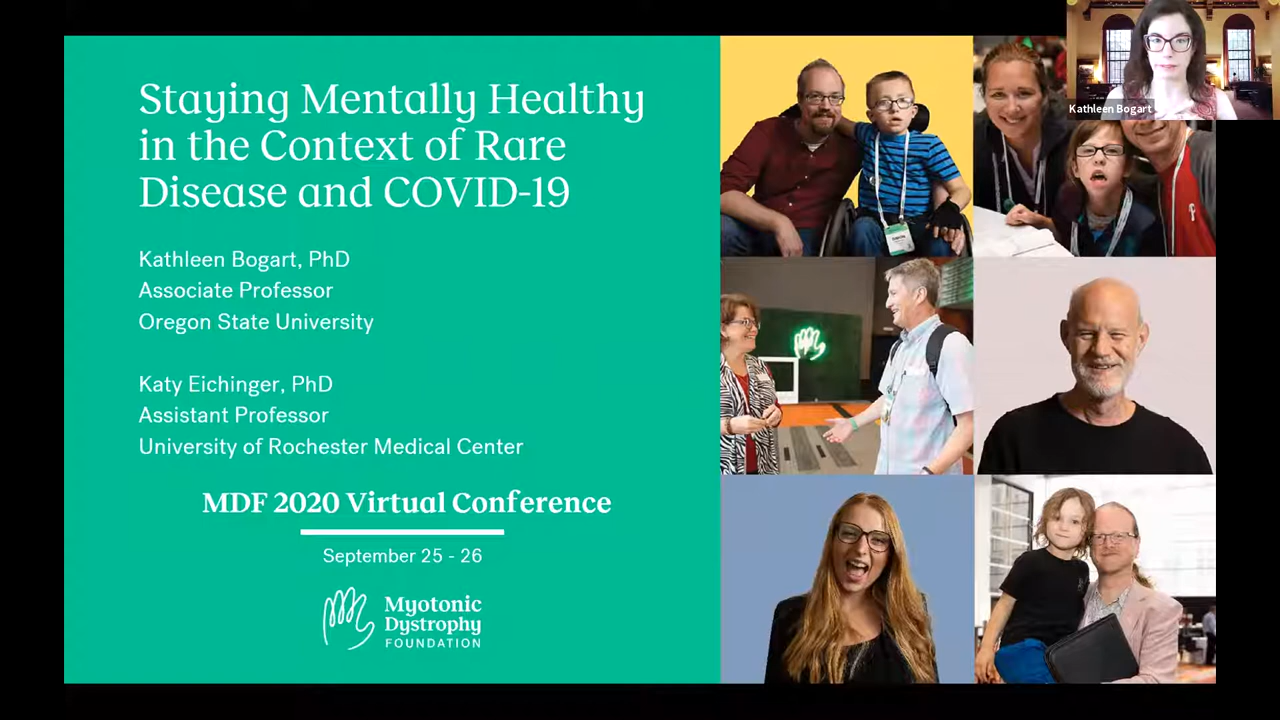 Staying Mentally Healthy
in the Context of Rare
Disease and COVID-19
Kathleen Bogart, PhD
Associate Professor
Oregon State University
Katy Eichinger, PhD
Assistant Professor
University of Rochester Medical Center
MDF 2020 Virtual Conference
September 25 - 26
Myotonic
Dystrophy
FOUNDATION
Kathleen Bogart